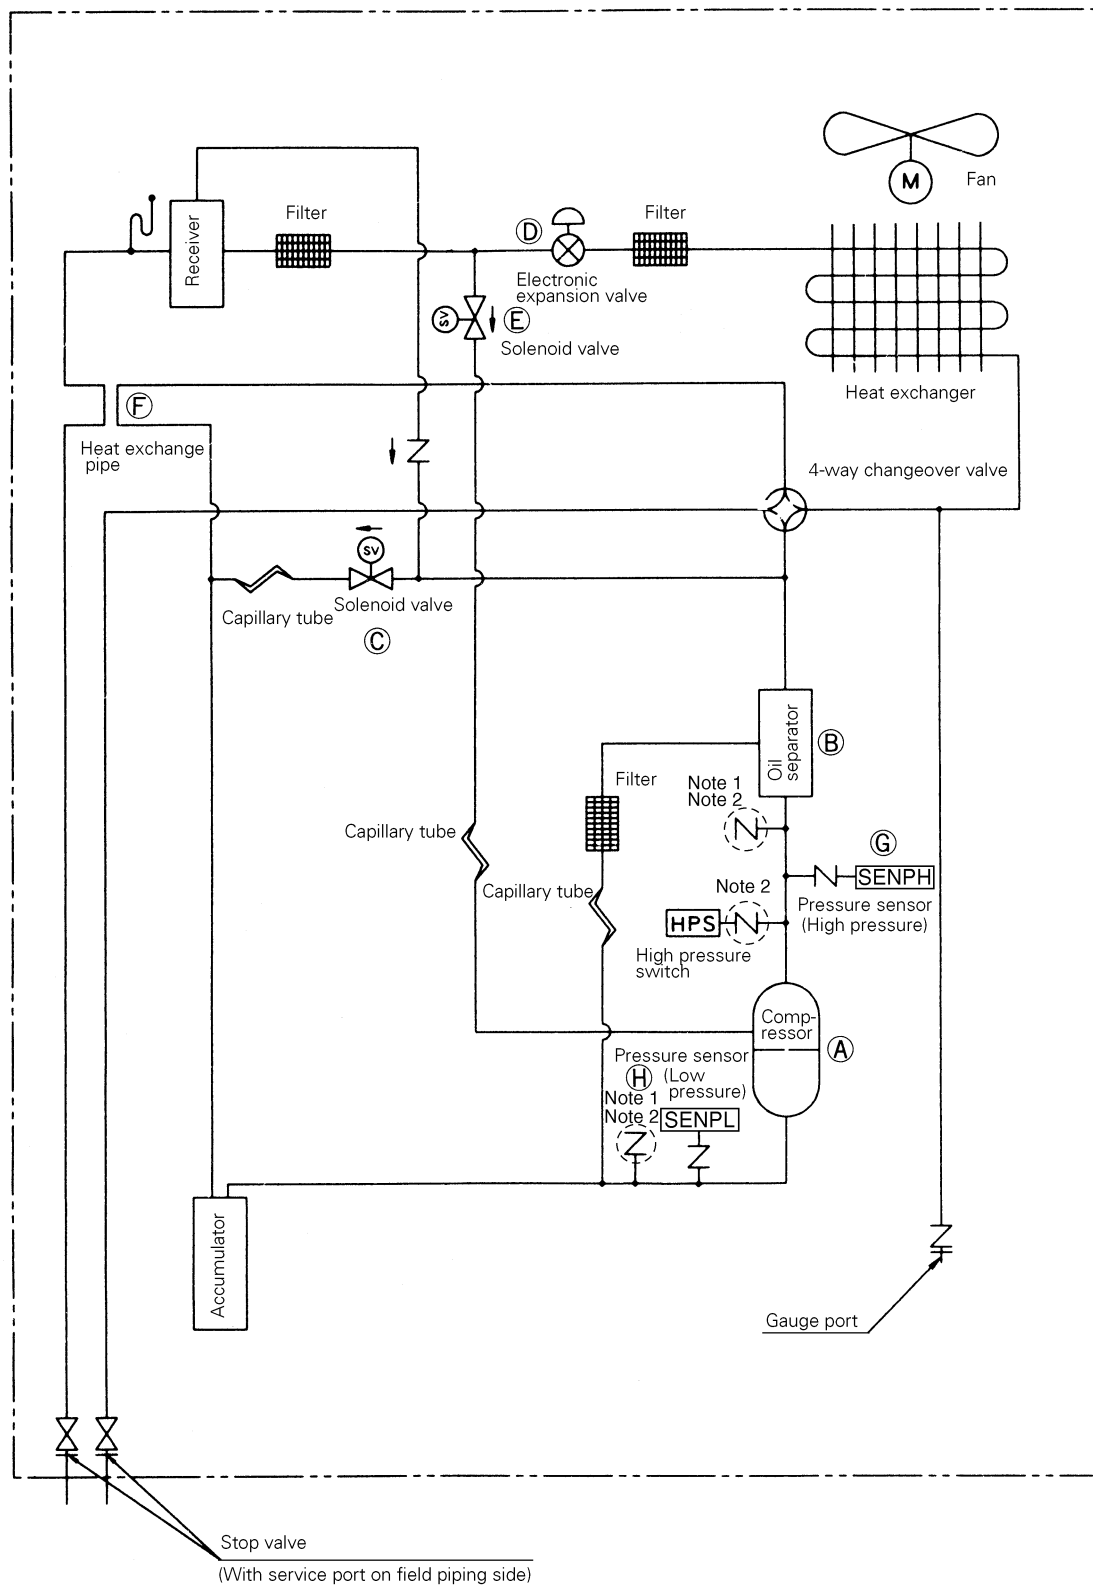 M
Fan
Filter
Filter
Receiver
D
Electronic
expansion valve
SV
E
Solenoid valve
Heat exchanger
F
Heat exchange
pipe
4-way changeover valve
SV
Solenoid valve
Capillary tube
C
Oil
separator
B
Filter
Note 1
Note 2
Capillary tube
G
SENPH
Capillary tube
Note 2
Pressure sensor
(High pressure)
HPS
High pressure
switch
Comp-
ressor
A
Pressure sensor
H
(Low
pressure)
Note 1
Note 2
SENPL
Accumulator
Gauge port
Stop valve
(With service port on field piping side)